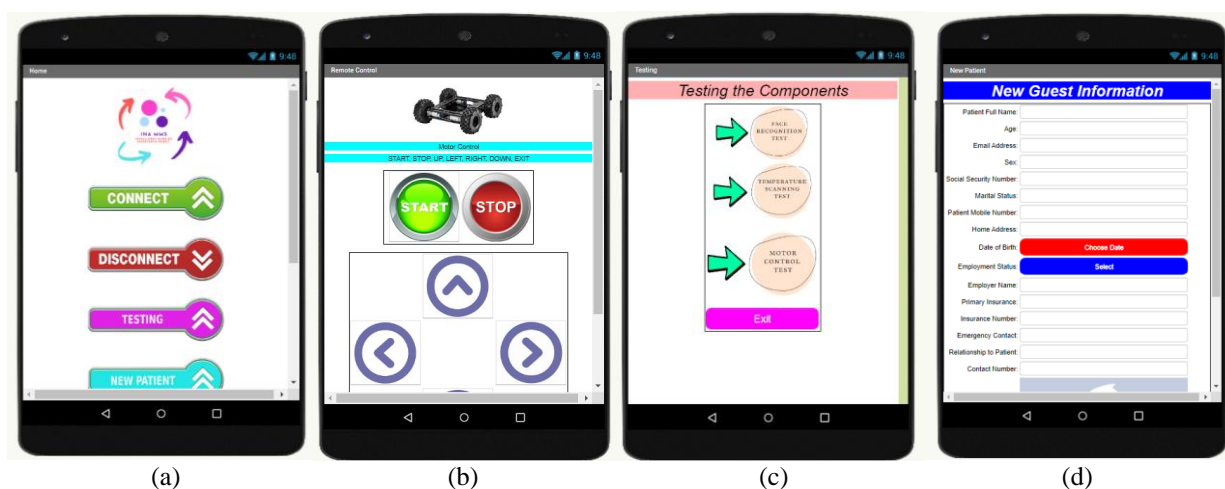 9:48
Home
IMA WMS
CONNECT
DISCONNECT
TESTING
NEW PATIENT
(a)
9:48
Remote Control
Motor Control
START, STOP, UP, LEFT, RIGHT, DOWN, EXIT
START
STOP
(b)
9:48
Testing
Testing the Components
FACE
RECOGNITION
TEST
TEMPERATURE
SCANNING
TEST
MOTOR
CONTROL
TEST
Exit
(c)
9:48
New Patient
New Guest Information
Patient Full Name:
Age:
Email Address:
Sex:
Social Security Number:
Marital Status:
Patient Mobile Number:
Home Address:
Date of Birth: Choose Date
Employment Status: Select
Employer Name:
Primary Insurance:
Insurance Number:
Emergency Contact:
Relationship to Patient:
Contact Number:
(d)